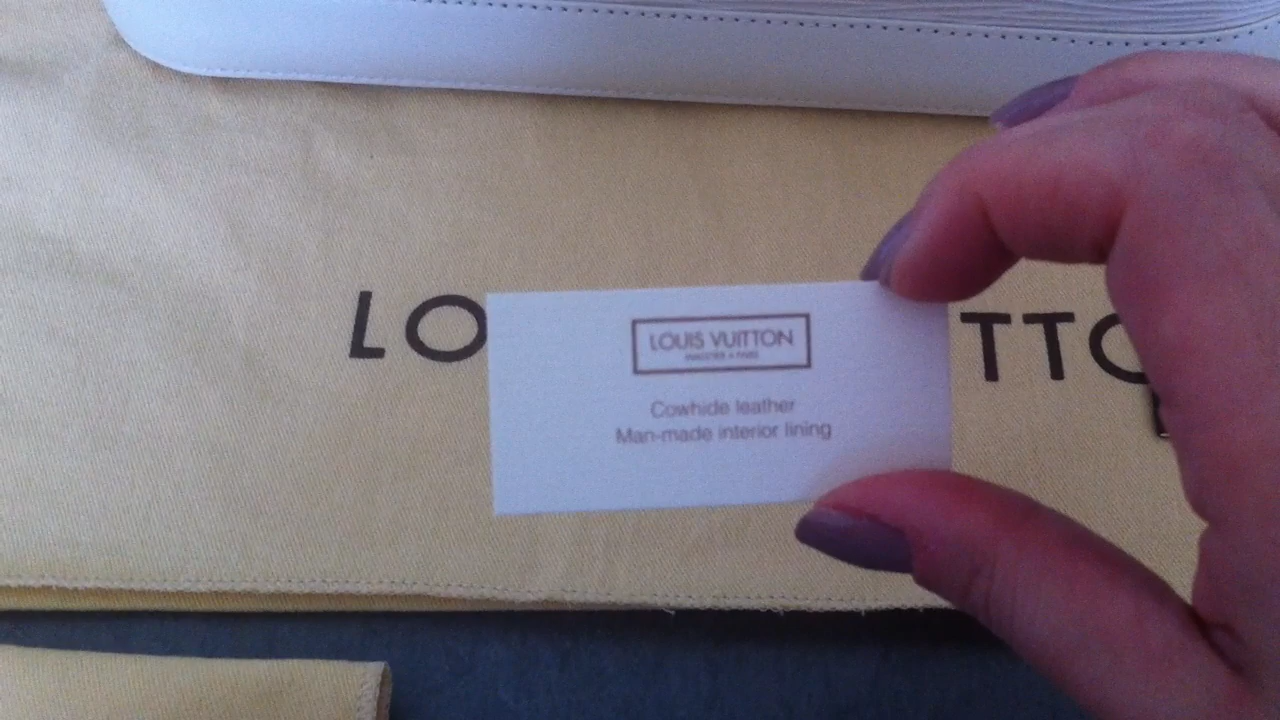 LO
TTO
LOUIS VUITTON
Cowhide leather
Man-made interior lining